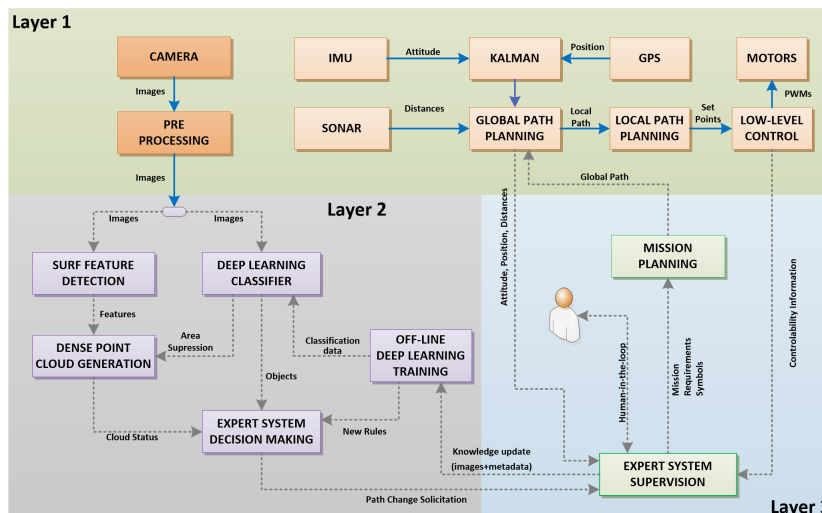 Layer 1
CAMERA
Images
PRE
PROCESSING
Images
IMU
Attitude
KALMAN
Position
GPS
MOTORS
PWMs
SONAR
Distances
GLOBAL PATH
PLANNING
Local
Path
LOCAL PATH
PLANNING
Set
Points
LOW-LEVEL
CONTROL
Global Path
Layer 2
Images
Images
SURF FEATURE
DETECTION
DEEP LEARNING
CLASSIFIER
Features
Area
Supression
Classification
data
DENSE POINT
CLOUD GENERATION
OFF-LINE
DEEP LEARNING
TRAINING
Objects
Cloud Status
EXPERT SYSTEM
DECISION MAKING
New Rules
Knowledge update
(images+metadata)
Path Change Solicitation
Attitude, Position, Distances
MISSION
PLANNING
Human-in-the-loop
Mission
Requirements
Symbols
Controlability Information
EXPERT SYSTEM
SUPERVISION
Layer